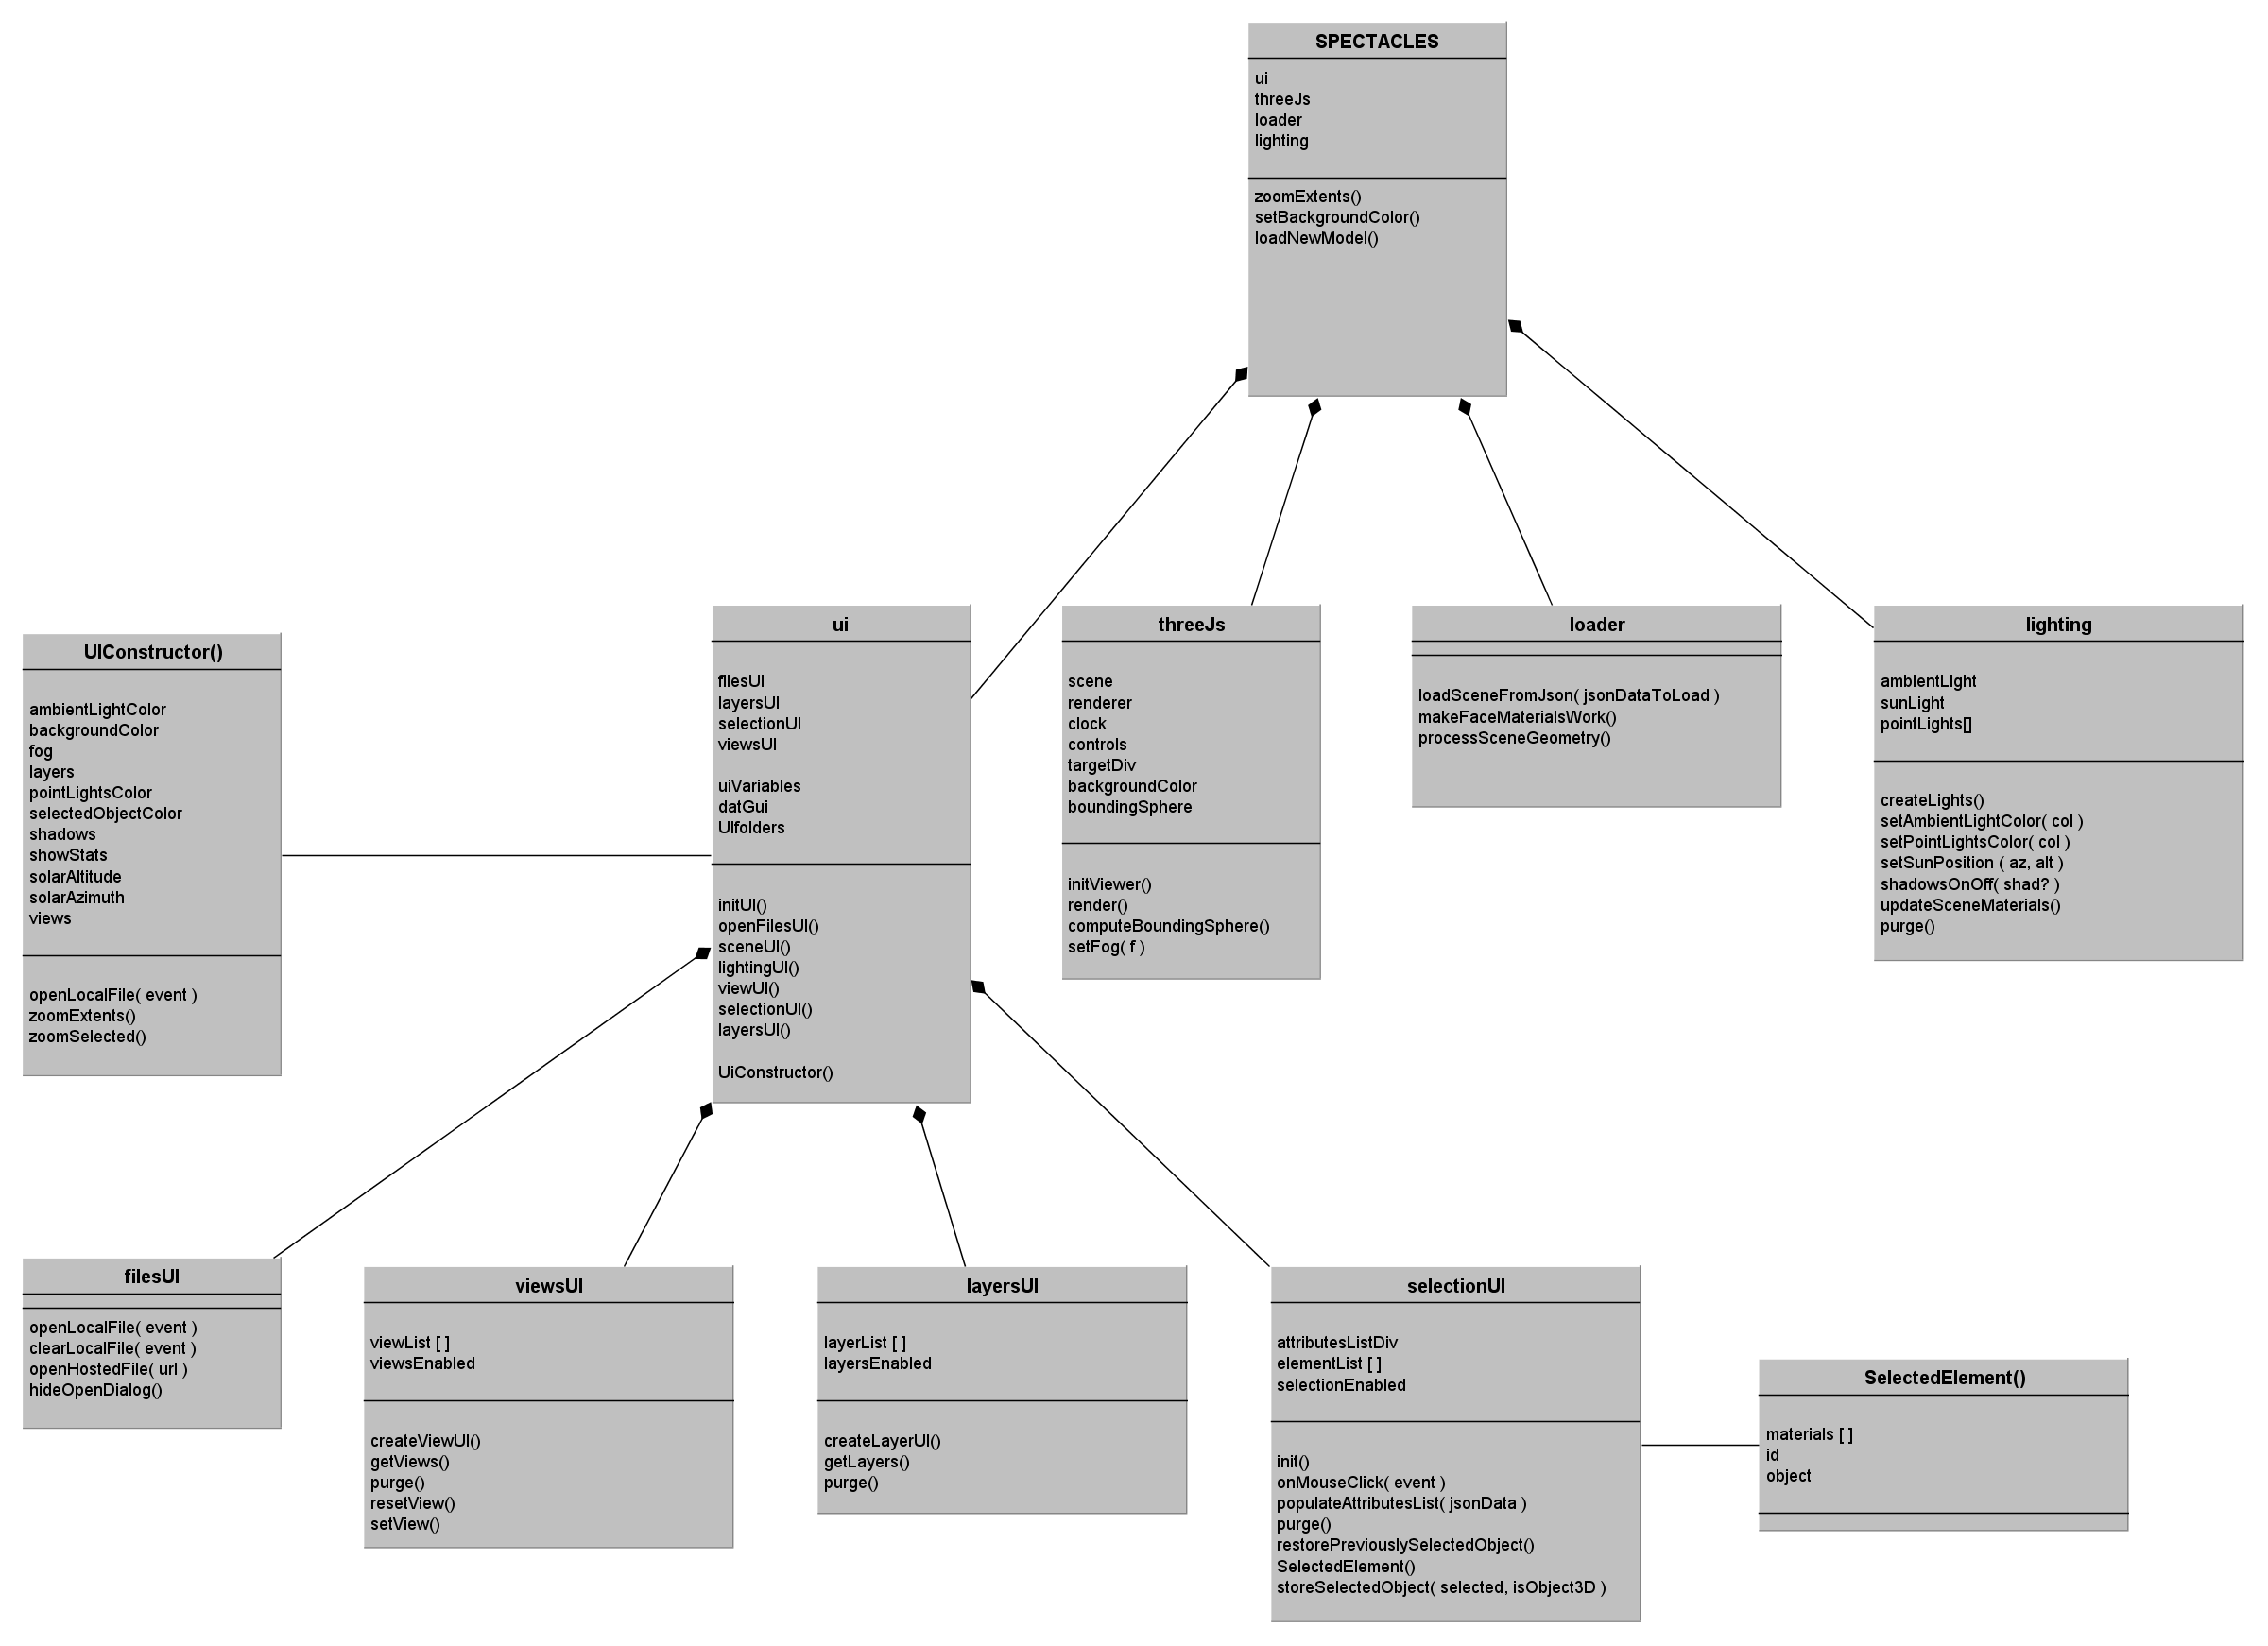 SPECTACLES
ui
threeJs
loader
lighting
zoomExtents()
setBackgroundColor()
loadNewModel()
UIConstructor()
ambientLightColor
backgroundColor
fog
layers
pointLightsColor
selectedObjectColor
shadows
showStats
solarAltitude
solarAzimuth
views
openLocalFile( event )
zoomExtents()
zoomSelected()
ui
filesUI
layersUI
selectionUI
viewsUI
uiVariables
datGui
UIfolders
initUI()
openFilesUI()
sceneUI()
lightingUI()
viewUI()
selectionUI()
layersUI()
UiConstructor()
threeJs
scene
renderer
clock
controls
targetDiv
backgroundColor
boundingSphere
initViewer()
render()
computeBoundingSphere()
setFog( f )
loader
loadSceneFromJson( jsonDataToLoad )
makeFaceMaterialsWork()
processSceneGeometry()
lighting
ambientLight
sunLight
pointLights[]
createLights()
setAmbientLightColor( col )
setPointLightsColor( col )
setSunPosition ( az, alt )
shadowsOnOff( shad? )
updateSceneMaterials()
purge()
filesUI
openLocalFile( event )
clearLocalFile( event )
openHostedFile( url )
hideOpenDialog()
viewsUI
viewList [ ]
viewsEnabled
createViewUI()
getViews()
purge()
resetView()
setView()
layersUI
layerList [ ]
layersEnabled
createLayerUI()
getLayers()
purge()
selectionUI
attributesListDiv
elementList [ ]
selectionEnabled
init()
onMouseClick( event )
populateAttributesList( jsonData )
purge()
restorePreviouslySelectedObject()
SelectedElement()
storeSelectedObject( selected, isObject3D )
SelectedElement()
materials [ ]
id
object